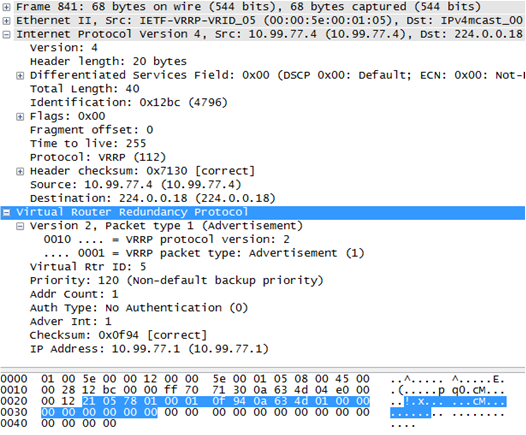 Frame 841: 68 bytes on wire (544 bits), 68 bytes captured (544 bits)
Ethernet II, Src: IETF-VRRP-VRID_05 (00:00:5e:00:01:05), Dst: IPv4mcast_00
Internet Protocol Version 4, Src: 10.99.77.4 (10.99.77.4), Dst: 224.0.0.18
Version: 4
Header length: 20 bytes
Differentiated Services Field: 0x00 (DSCP 0x00: Default; ECN: 0x00: Not-E
Total Length: 40
Identification: 0x12bc (4796)
Flags: 0x00
Fragment offset: 0
Time to live: 255
Protocol: VRRP (112)
Header checksum: 0x7130 [correct]
Source: 10.99.77.4 (10.99.77.4)
Destination: 224.0.0.18 (224.0.0.18)
Virtual Router Redundancy Protocol
Version 2, Packet type 1 (Advertisement)
0010 .... = VRRP protocol version: 2
.... 0001 = VRRP packet type: Advertisement (1)
Virtual Rtr ID: 5
Priority: 120 (Non-default backup priority)
Addr Count: 1
Auth Type: No Authentication (0)
Adver Int: 1
Checksum: 0x0f94 [correct]
IP Address: 10.99.77.1 (10.99.77.1)
0000 01 00 5e 00 00 12 00 00 5e 00 01 05 08 00 45 00 ..^..... ^.....E.
0010 00 28 12 bc 00 00 ff 70 71 30 0a 63 4d 04 e0 00 .(.....p q0.cM...
0020 00 12 21 05 78 01 00 01 0f 94 0a 63 4d 01 00 00 ..!.x... ...cM...
0030 00 00 00 00 00 00 00 00 00 00 00 00 00 00 00 00 ........ ........
0040 00 00 00 00 ....